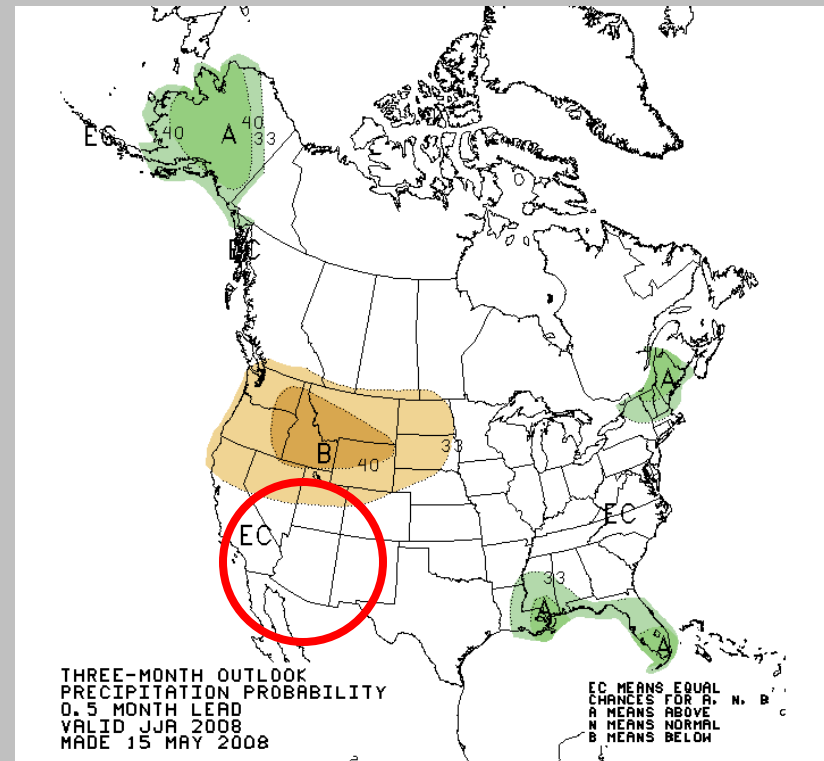 EC
40
A
40
33
EC
B
40
33
A
EC
EC
33
A
A
THREE-MONTH OUTLOOK
PRECIPITATION PROBABILITY
0.5 MONTH LEAD
VALID JJA 2008
MADE 15 MAY 2008
EC MEANS EQUAL
CHANCES FOR A, N, B
A MEANS ABOVE
N MEANS NORMAL
B MEANS BELOW